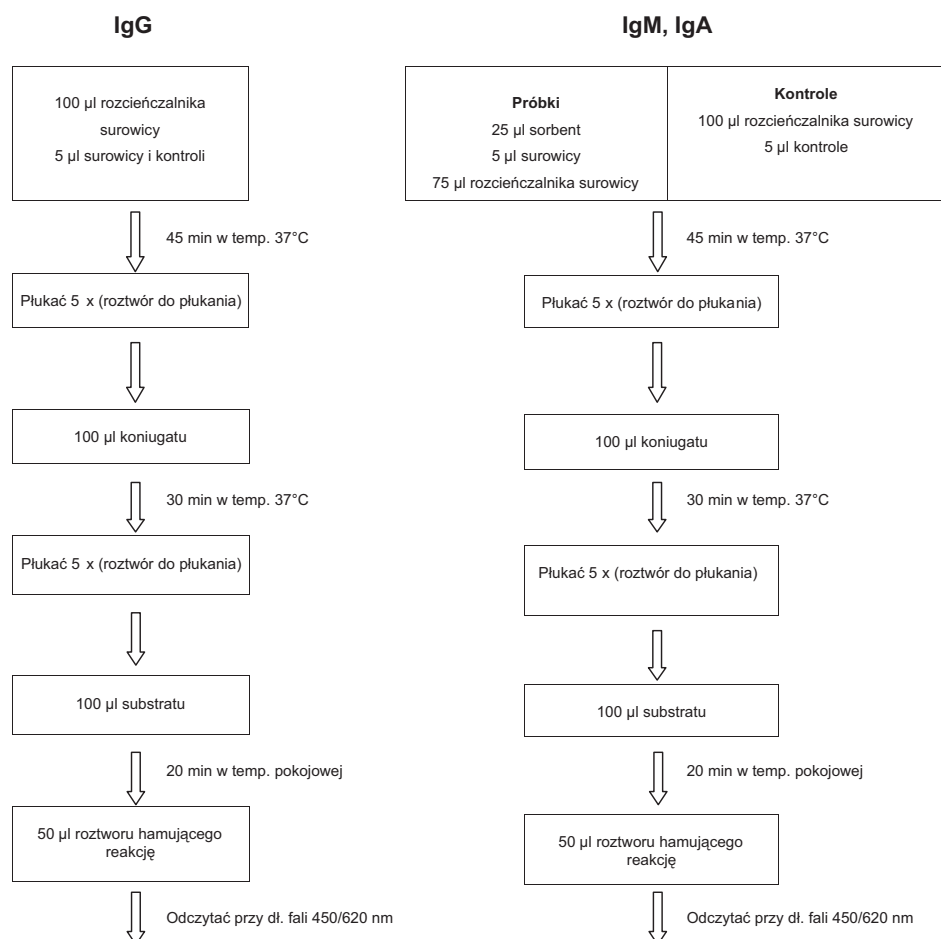 IgG
100 µl rozcieńczalnika
surowicy
5 µl surowicy i kontroli
45 min w temp. 37°C
Płukać 5 x (roztwór do płukania)
100 µl koniugatu
30 min w temp. 37°C
Płukać 5 x (roztwór do płukania)
100 µl substratu
20 min w temp. pokojowej
50 µl roztworu hamującego
reakcję
Odczytać przy dł. fali 450/620 nm
IgM, IgA
Próbki
25 µl sorbent
5 µl surowicy
75 µl rozcieńczalnika surowicy
Kontrole
100 µl rozcieńczalnika surowicy
5 µl kontrole
45 min w temp. 37°C
Płukać 5 x (roztwór do płukania)
100 µl koniugatu
30 min w temp. 37°C
Płukać 5 x (roztwór do płukania)
100 µl substratu
20 min w temp. pokojowej
50 µl roztworu hamującego
reakcję
Odczytać przy dł. fali 450/620 nm